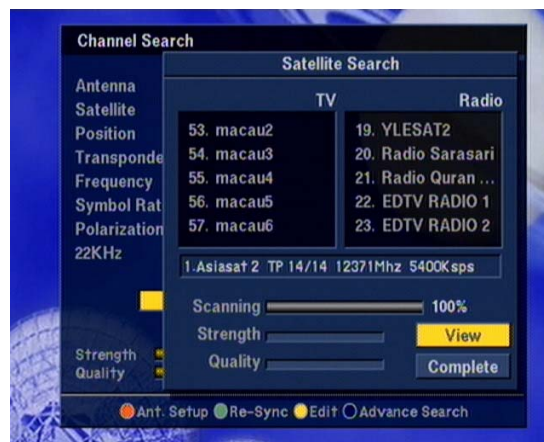 Channel Search
Satellite Search
Antenna
Satellite
Position
Transponde
Frequency
Symbol Rat
Polarization
22KHz
TV
53. macau2
54. macau3
55. macau4
56. macau5
57. macau6
Radio
19. YLESAT2
20. Radio Sarasari
21. Radio Quran ...
22. EDTV RADIO 1
23. EDTV RADIO 2
1.Asiasat 2 TP 14/14 12371Mhz 5400Ksps
Scanning 100%
Strength View
Quality Complete
Strength
Quality
Ant. Setup Re-Sync Edit Advance Search